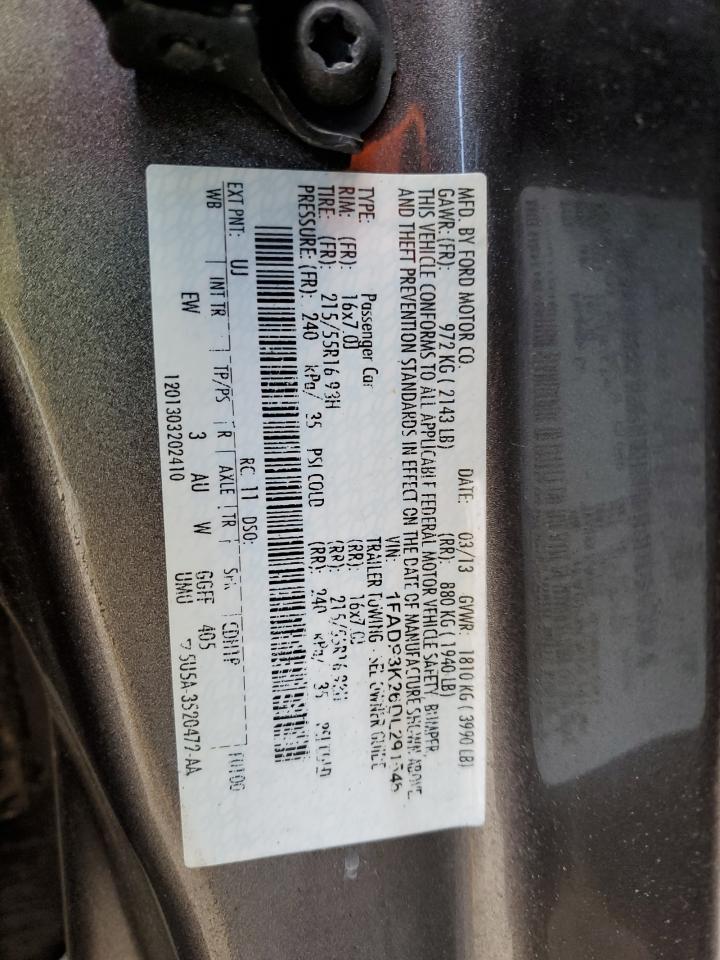 MFD. BY FORD MOTOR CO. DATE: 03/13 GVWR: 1810 KG ( 3990 LB)
GAWR: (FR): 972 KG ( 2143 LB) (RR): 880 KG ( 1940 LB)
THIS VEHICLE CONFORMS TO ALL APPLICABLE FEDERAL MOTOR VEHICLE SAFETY, BUMPER,
AND THEFT PREVENTION STANDARDS IN EFFECT ON THE DATE OF MANUFACTURE SHOWN ABOVE.
VIN:
TYPE: Passenger Car TRAILER TOWING - SEE OWNER GUIDE
RIM: (FR): 16x7.0J (RR): 16x7.0J
TIRE: (FR): 215/55R16 93H (RR): 215/55R16 93H
PRESSURE: (FR): 240 kPa/ 35 PSI COLD (RR): 240 kPa/ 35 PSI COLD
EXT PNT: UJ RC: 11 DSO:
WB INT TR TP/PS R AXLE TR
EW 3 AU W GGFF 405
UMU
1201303202410